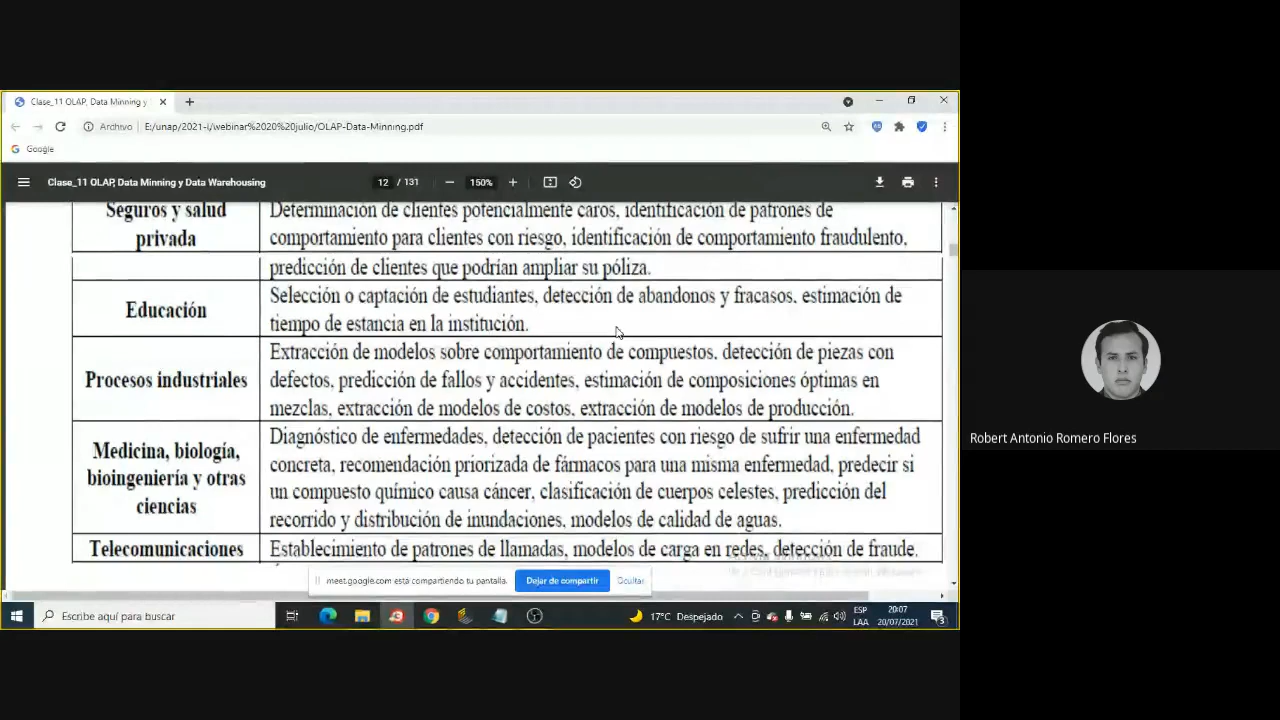 Clase_11 OLAP, Data Minning y
Archivo E:/unap/2021-i/webinar%2020%20julio/OLAP-Data-Minning.pdf
Google
Clase_11 OLAP, Data Minning y Data Warehousing 12 / 131 150%
Seguros y salud privada
Determinación de clientes potencialmente caros, identificación de patrones de
comportamiento para clientes con riesgo, identificación de comportamiento fraudulento,
predicción de clientes que podrían ampliar su póliza.
Educación
Selección o captación de estudiantes, detección de abandonos y fracasos, estimación de
tiempo de estancia en la institución.
Procesos industriales
Extracción de modelos sobre comportamiento de compuestos, detección de piezas con
defectos, predicción de fallos y accidentes, estimación de composiciones óptimas en
mezclas, extracción de modelos de costos, extracción de modelos de producción.
Medicina, biología,
bioingeniería y otras
ciencias
Diagnóstico de enfermedades, detección de pacientes con riesgo de sufrir una enfermedad
concreta, recomendación priorizada de fármacos para una misma enfermedad, predecir si
un compuesto químico causa cáncer, clasificación de cuerpos celestes, predicción del
recorrido y distribución de inundaciones, modelos de calidad de aguas.
Telecomunicaciones
Establecimiento de patrones de llamadas, modelos de carga en redes, detección de fraude.
meet.google.com está compartiendo tu pantalla. Dejar de compartir Ocultar
Escribe aquí para buscar
17°C Despejado
ESP
LAA
20:07
20/07/2021
3
Robert Antonio Romero Flores